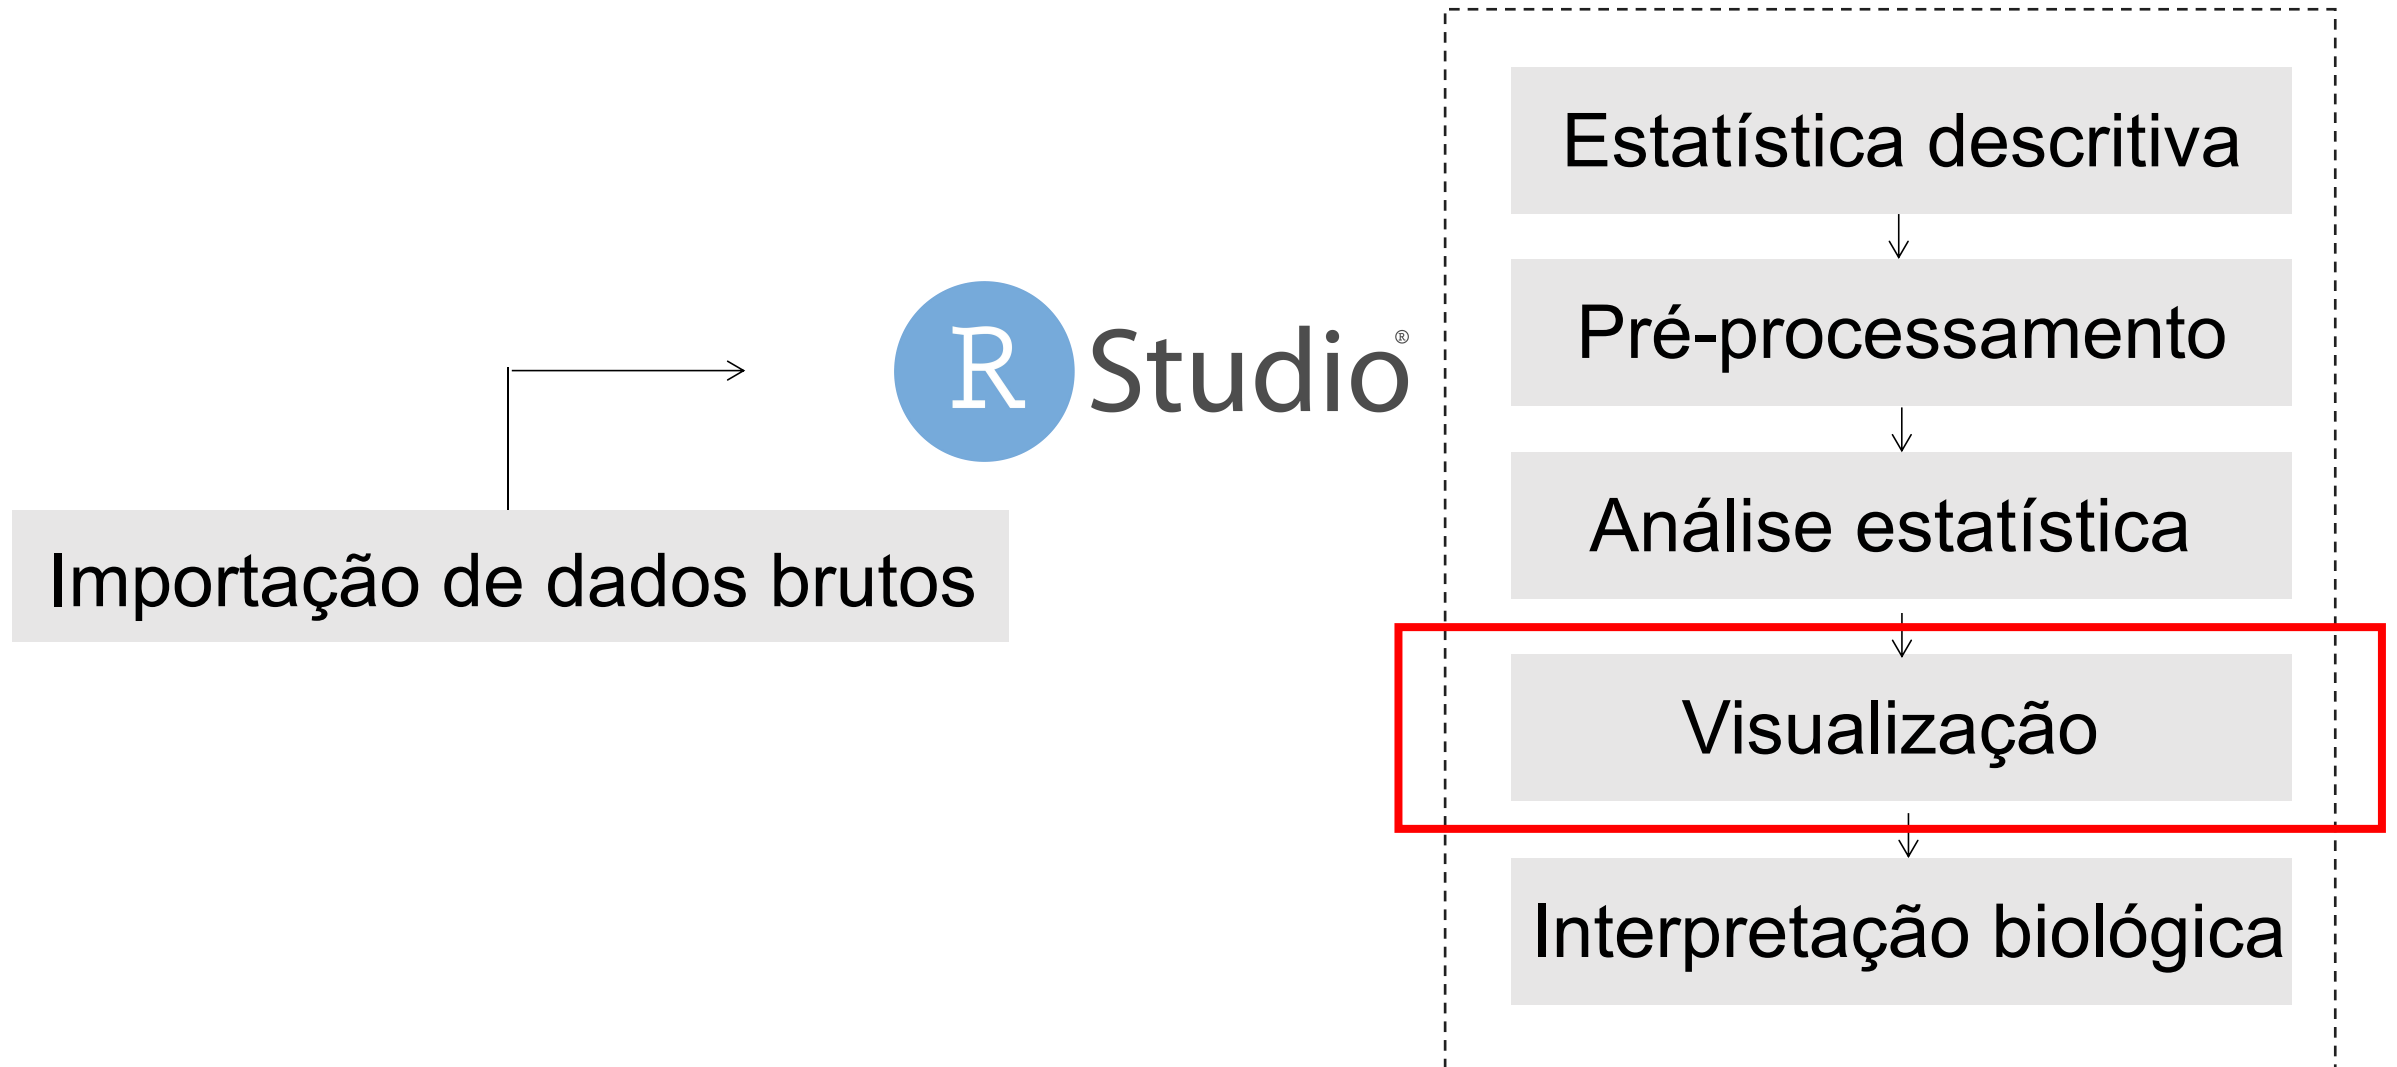 Importação de dados brutos
R Studio®
Estatística descritiva
Pré-processamento
Análise estatística
Visualização
Interpretação biológica